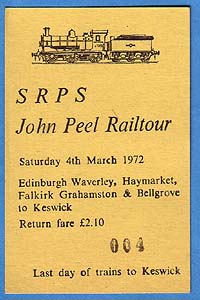 S R P S
John Peel Railtour
Saturday 4th March 1972
Edinburgh Waverley, Haymarket,
Falkirk Grahamston & Bellgrove
to Keswick
Return fare £2.10
004
Last day of trains to Keswick